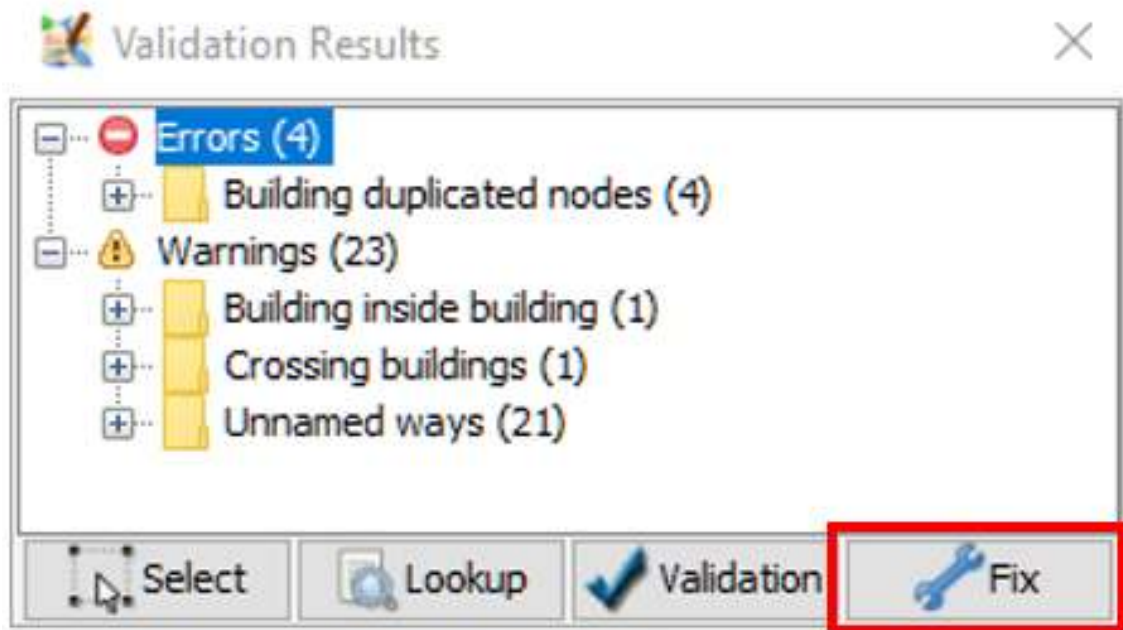 Validation Results
Errors (4)
Building duplicated nodes (4)
Warnings (23)
Building inside building (1)
Crossing buildings (1)
Unnamed ways (21)
Select Lookup Validation Fix